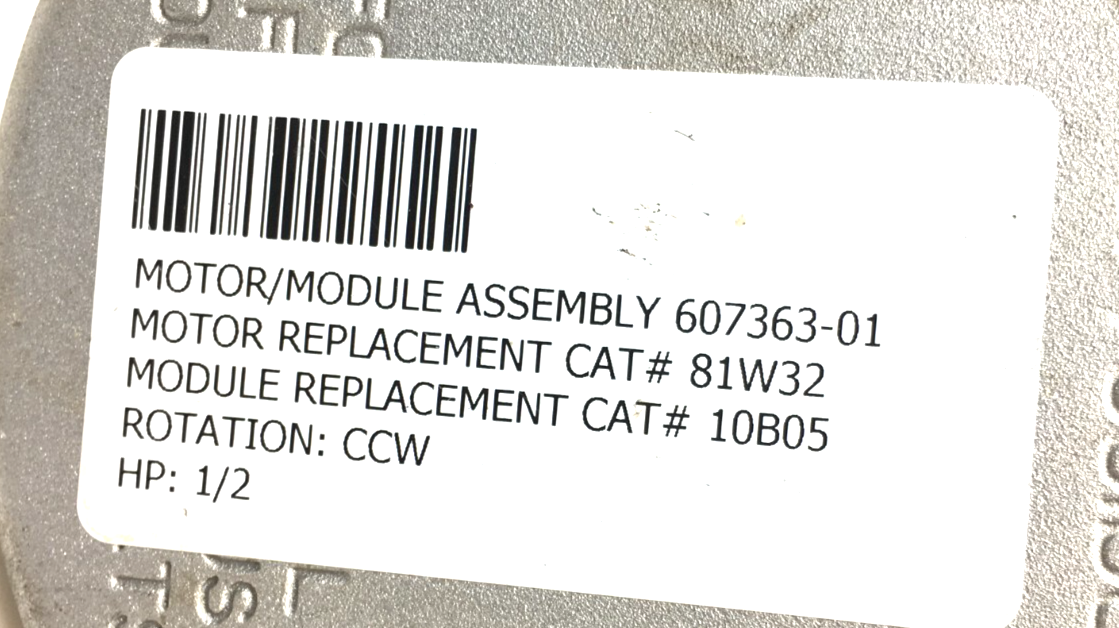 MOTOR/MODULE ASSEMBLY 607363-01
MOTOR REPLACEMENT CAT# 81W32
MODULE REPLACEMENT CAT# 10B05
ROTATION: CCW
HP: 1/2